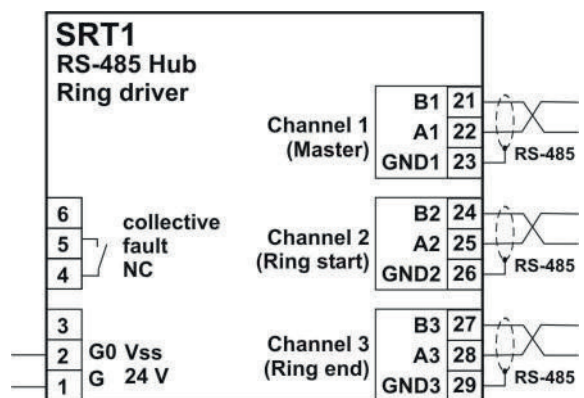 SRT1
RS-485 Hub
Ring driver
Channel 1
(Master)
B1 21
A1 22
GND1 23
RS-485
6
5
4
collective
fault
NC
Channel 2
(Ring start)
B2 24
A2 25
GND2 26
RS-485
3
2 G0 Vss
1 G 24 V
Channel 3
(Ring end)
B3 27
A3 28
GND3 29
RS-485